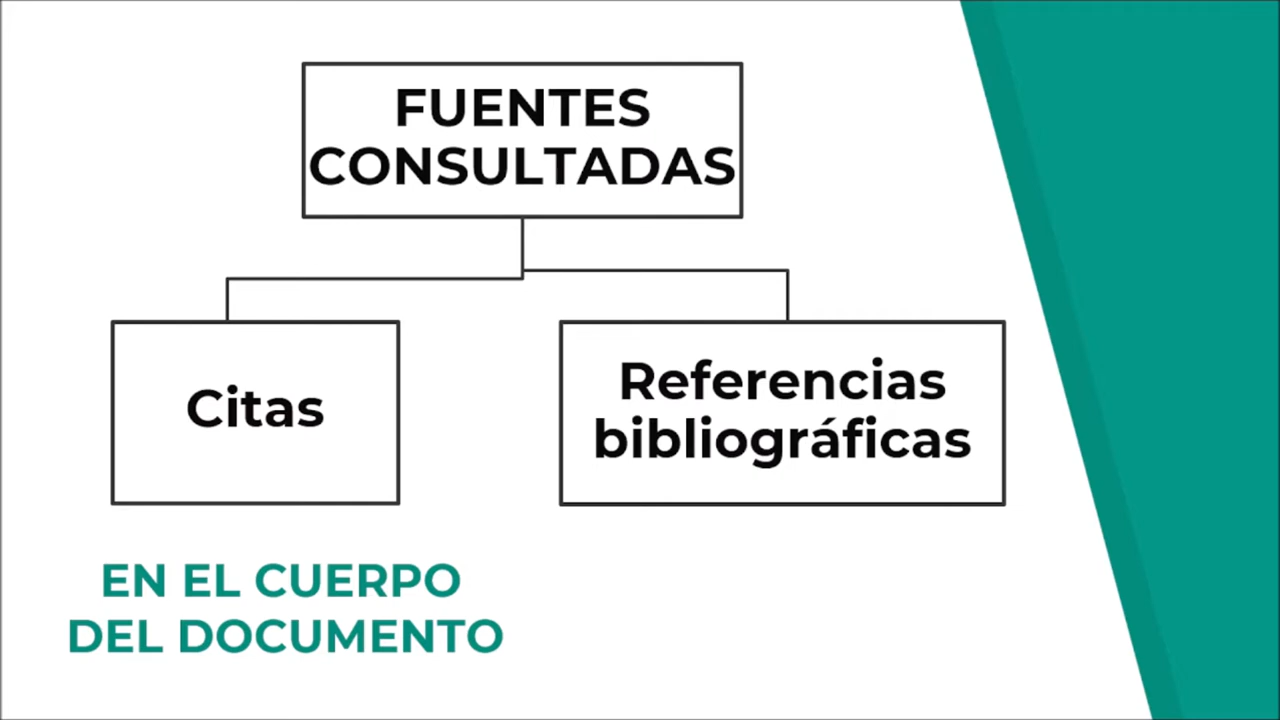 FUENTES
CONSULTADAS
Citas
Referencias
bibliográficas
EN EL CUERPO
DEL DOCUMENTO